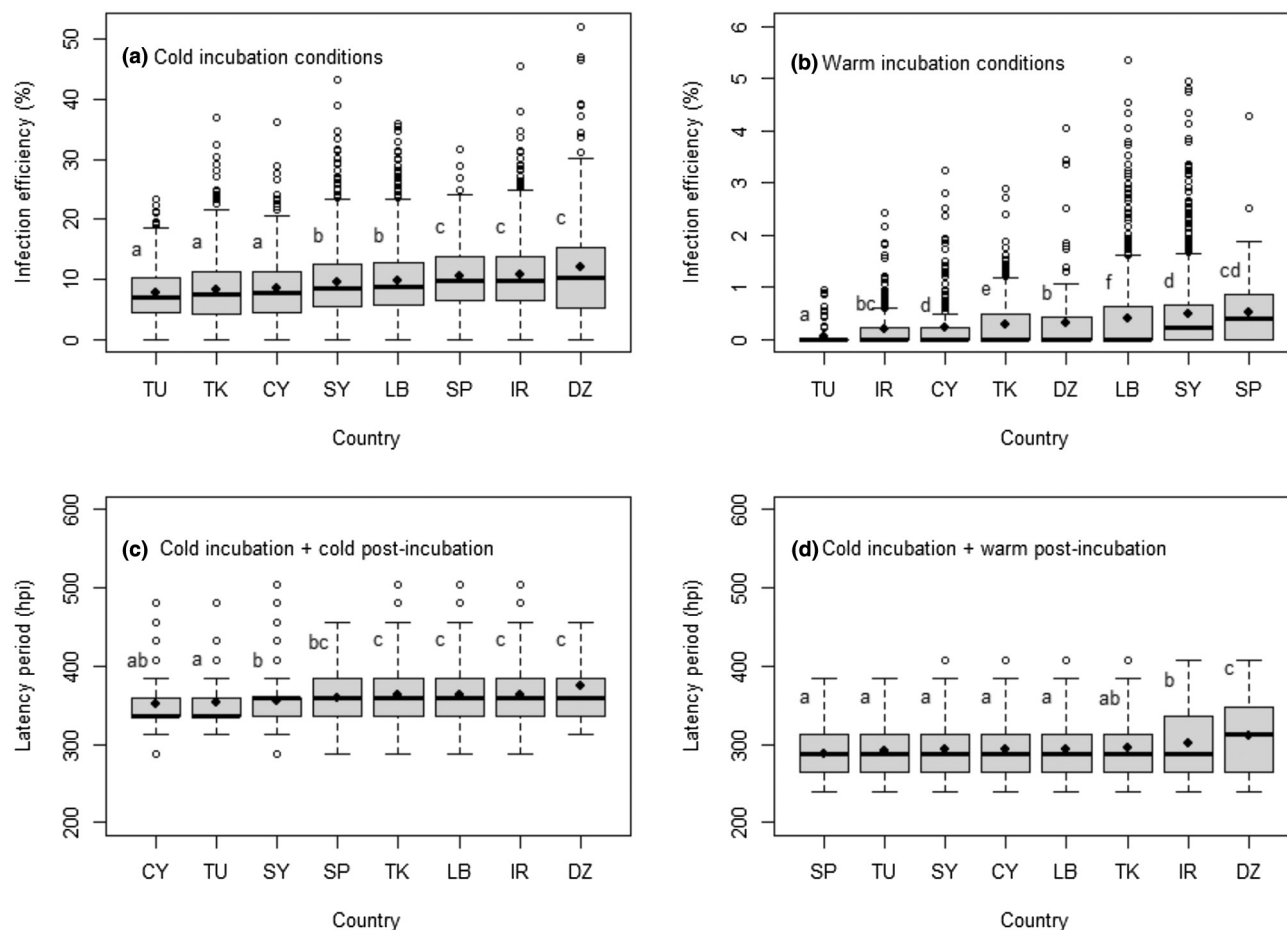 (a) Cold incubation conditions
Infection efficiency (%)
50
40
30
20
10
0
a a a b b c c c
TU TK CY SY LB SP IR DZ
Country
(b) Warm incubation conditions
Infection efficiency (%)
6
5
4
3
2
1
0
a bc d e b f d cd
TU IR CY TK DZ LB SY SP
Country
(c) Cold incubation + cold post-incubation
Latency period (hpi)
600
500
400
300
200
ab a b bc c c c c
CY TU SY SP TK LB IR DZ
Country
(d) Cold incubation + warm post-incubation
Latency period (hpi)
600
500
400
300
200
a a a a a ab b c
SP TU SY CY LB TK IR DZ
Country